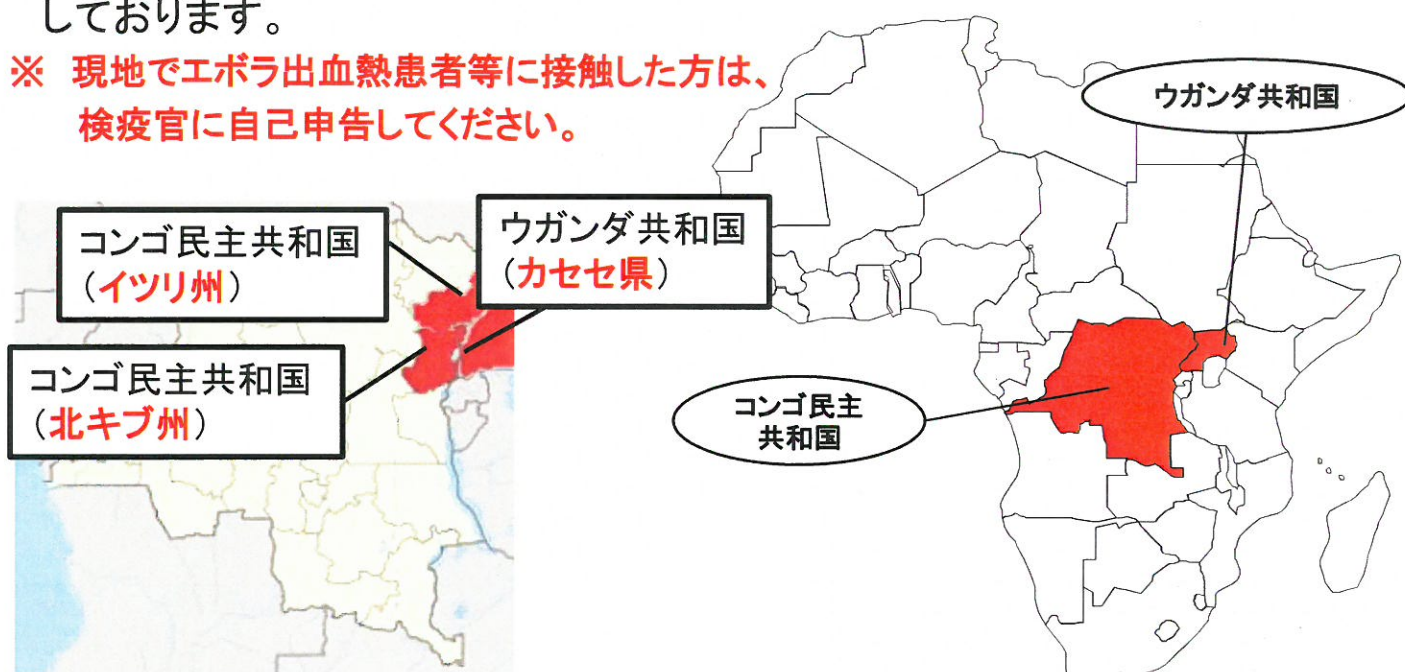 しております。
※ 現地でエボラ出血熱患者等に接触した方は、
検疫官に自己申告してください。
ウガンダ共和国
コンゴ民主共和国
（イツリ州）
ウガンダ共和国
（カセセ県）
コンゴ民主共和国
（北キブ州）
コンゴ民主
共和国